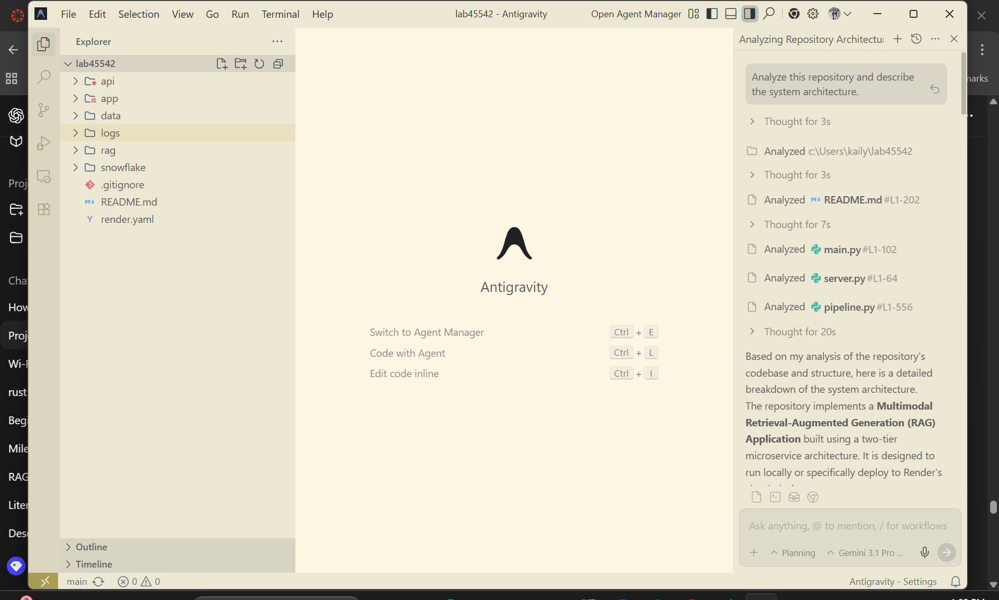 File Edit Selection View Go Run Terminal Help
lab45542 - Antigravity
Open Agent Manager
Explorer
lab45542
api
app
data
logs
rag
snowflake
.gitignore
README.md
render.yaml
Outline
Timeline
main
0
0
Antigravity
Switch to Agent Manager Ctrl + E
Code with Agent Ctrl + L
Edit code inline Ctrl + I
Analyzing Repository Architectu
Analyze this repository and describe
the system architecture.
Thought for 3s
Analyzed c:\Users\kaily\lab45542
Thought for 3s
Analyzed README.md #L1-202
Thought for 7s
Analyzed main.py #L1-102
Analyzed server.py #L1-64
Analyzed pipeline.py #L1-556
Thought for 20s
Based on my analysis of the repository's
codebase and structure, here is a detailed
breakdown of the system architecture.
The repository implements a Multimodal
Retrieval-Augmented Generation (RAG)
Application built using a two-tier
microservice architecture. It is designed to
run locally or specifically deploy to Render's
Ask anything, @ to mention, / for workflows
Planning
Gemini 3.1 Pro ...
Antigravity - Settings
Proj
Cha
How
Proj
Wi-F
rust
Begi
Mile
RAG
Liter
Desc
marks